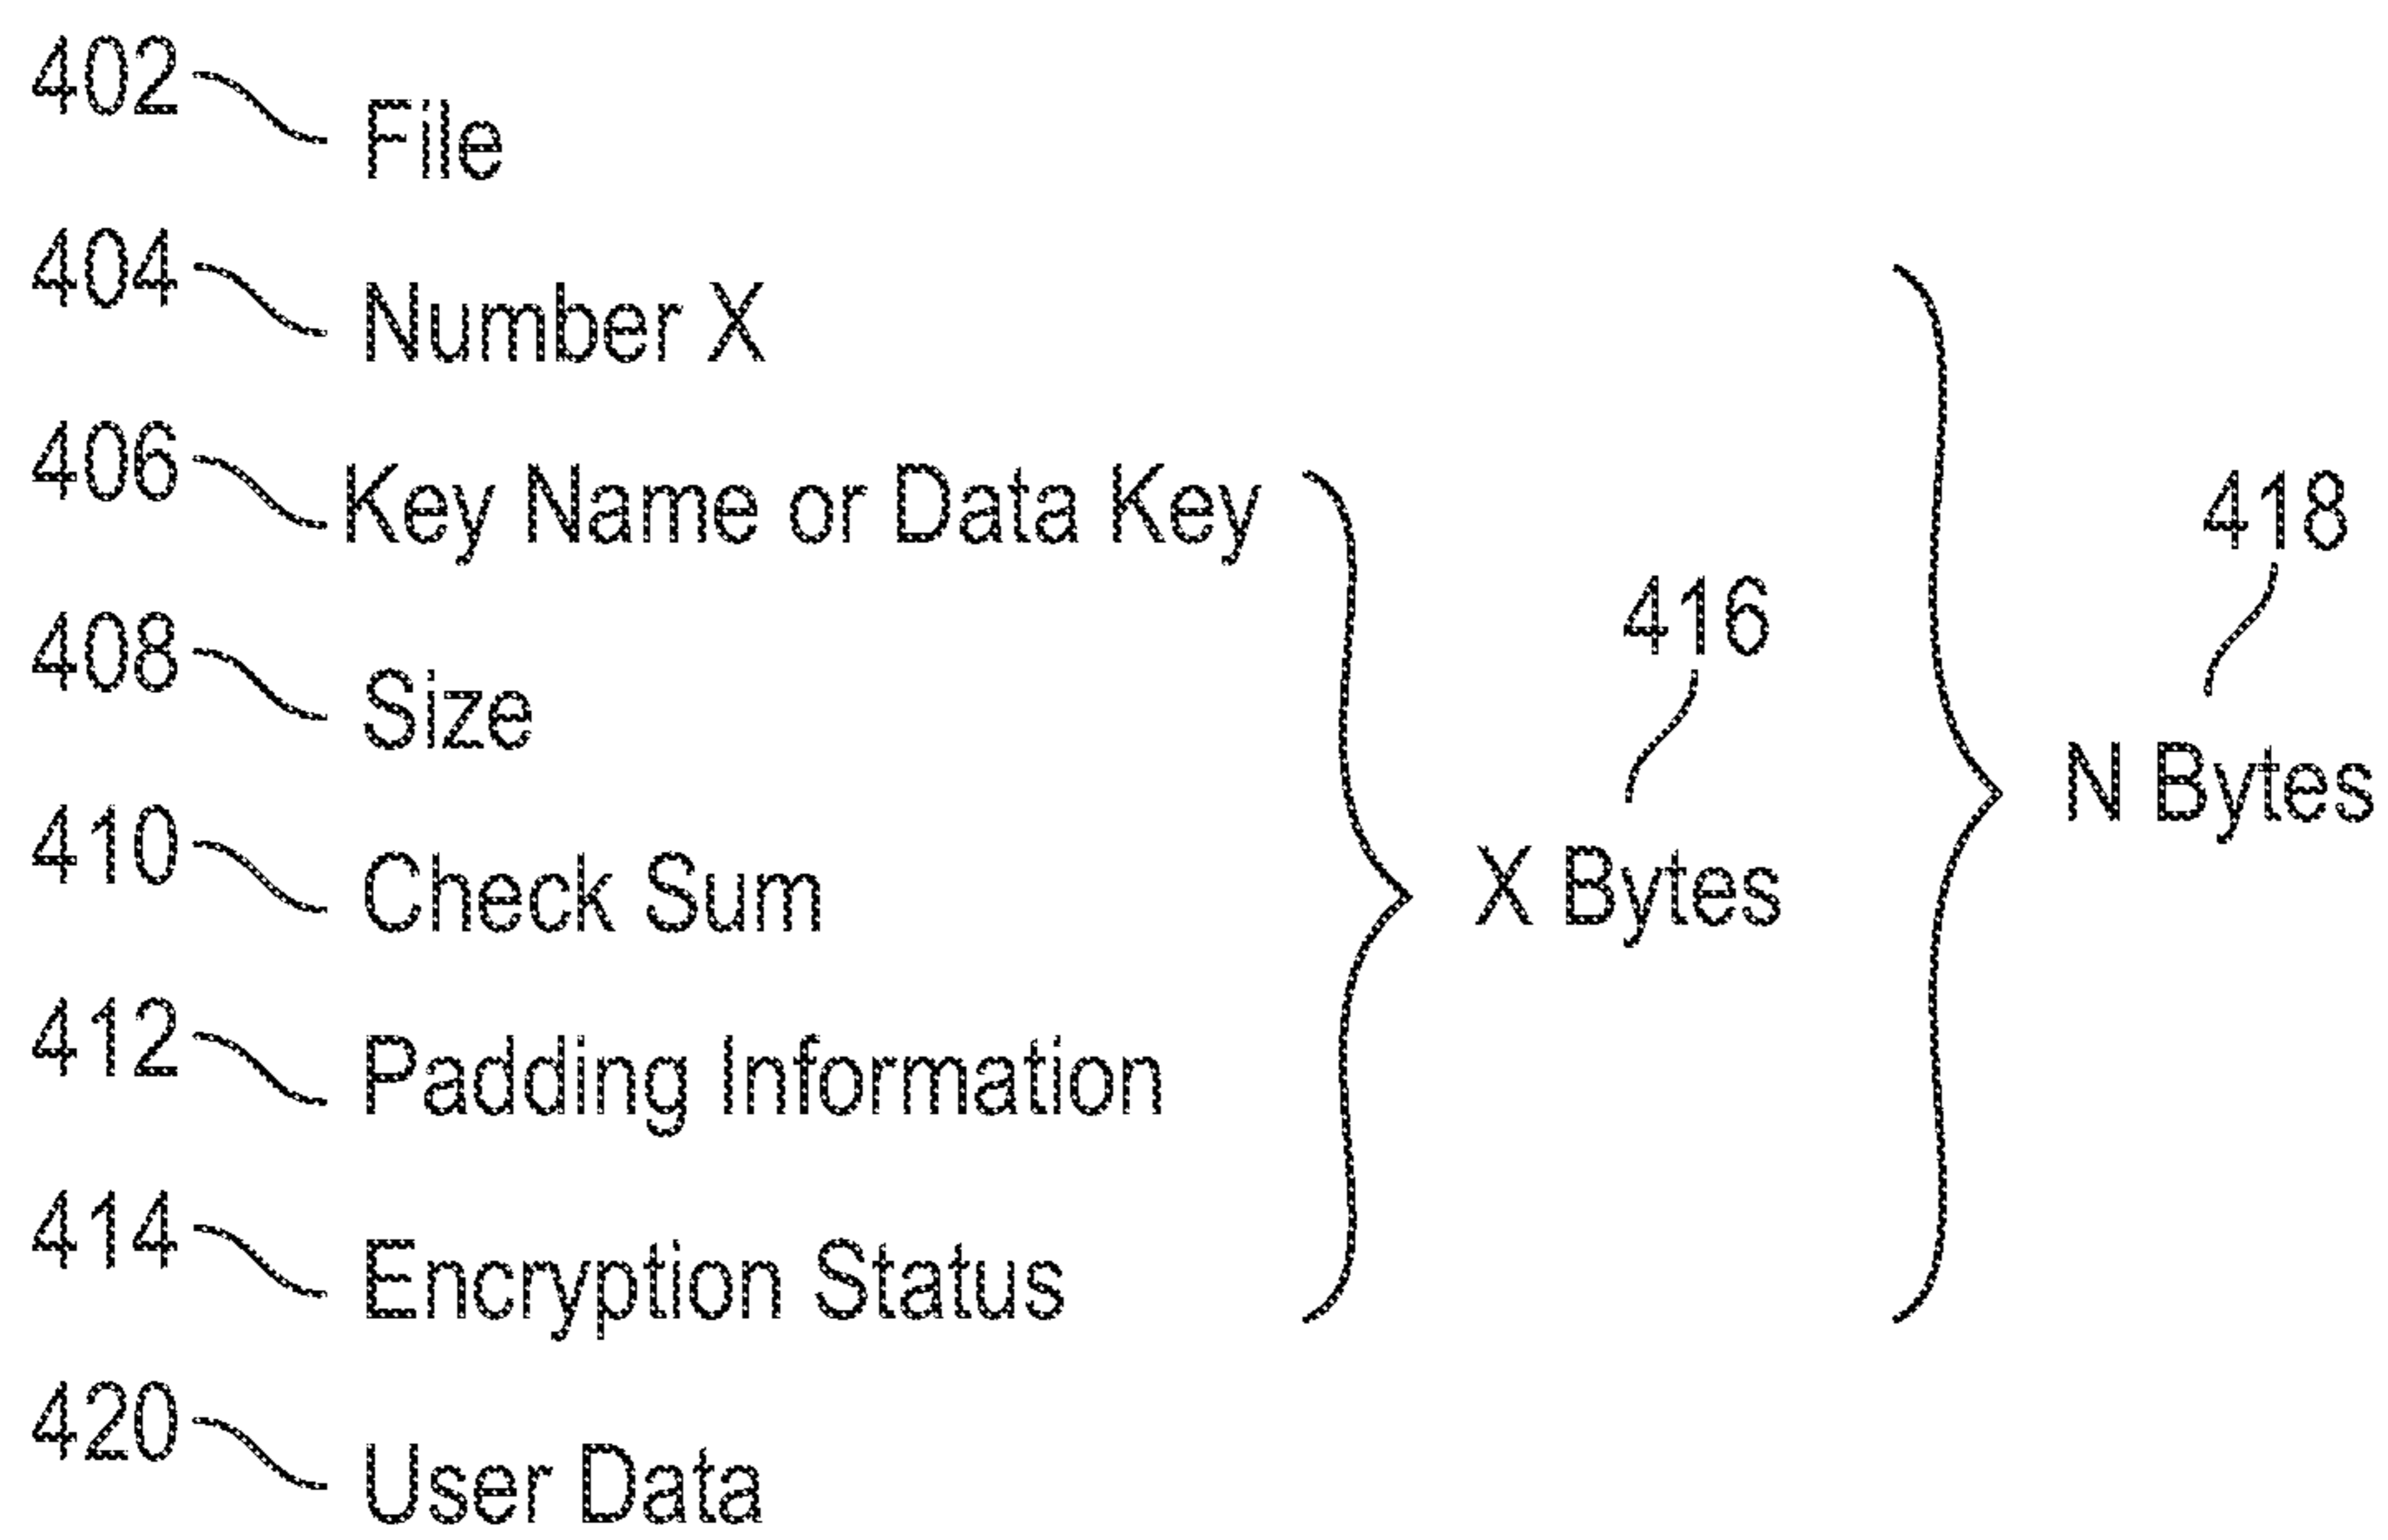 402
File
404
Number X
406
Key Name or Data Key
418
408
416
Size
N Bytes
410
Check Sum
X Bytes
412
Padding Information
414
Encryption Status
420
User Data